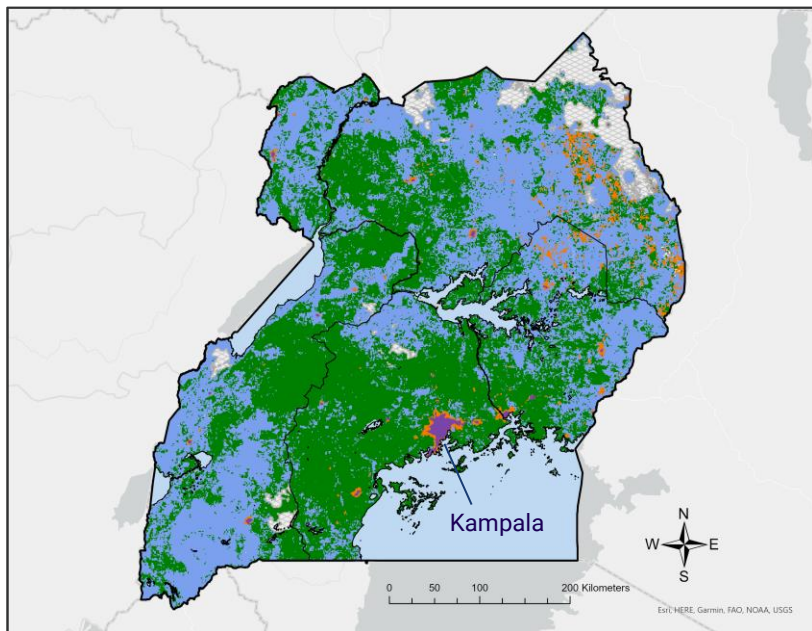 Kampala
N
W E
S
0 50 100 200 Kilometers
Esri, HERE, Garmin, FAO, NOAA, USGS